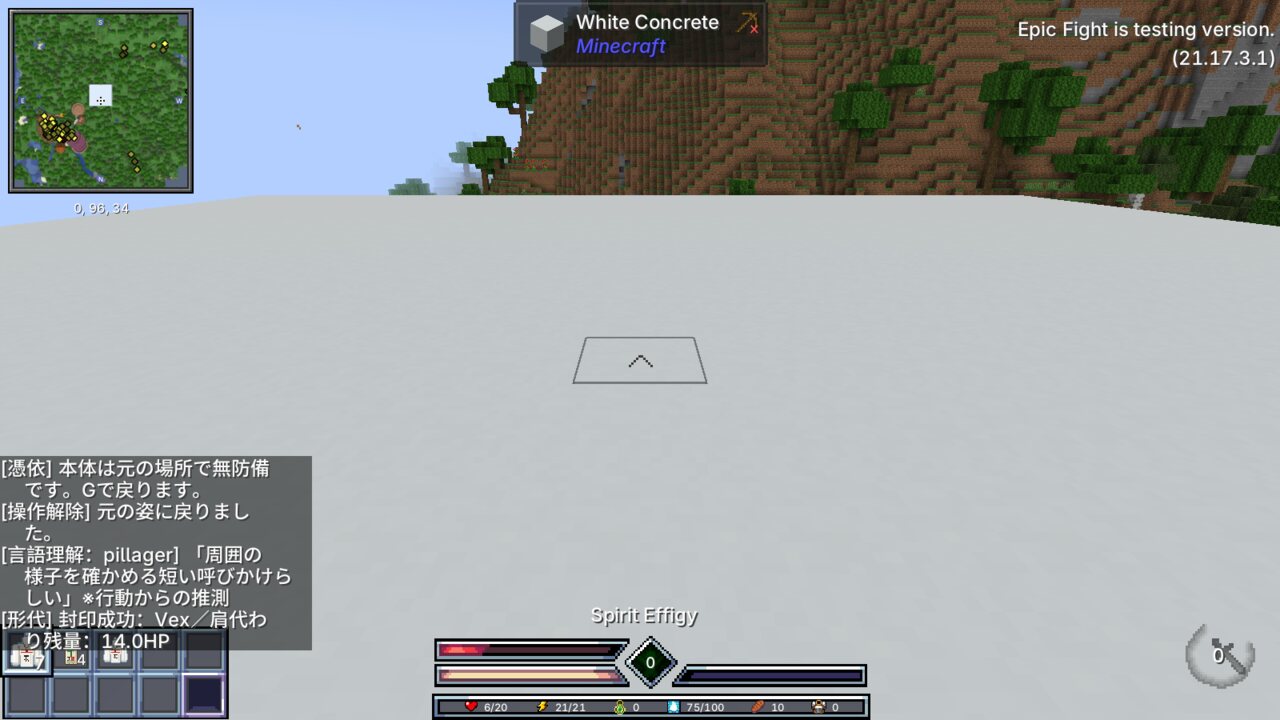 White Concrete
Minecraft
Epic Fight is testing version.
(21.17.3.1)
S
E
W
N
0, 96, 34
[憑依] 本体は元の場所で無防備
です。Gで戻ります。
[操作解除] 元の姿に戻りまし
た。
[言語理解：pillager] 「周囲の
様子を確かめる短い呼びかけら
しい」※行動からの推測
[形代] 封印成功：Vex／肩代わ
り残量：14.0HP
7
4
Spirit Effigy
0
6/20
21/21
0
75/100
10
0
0